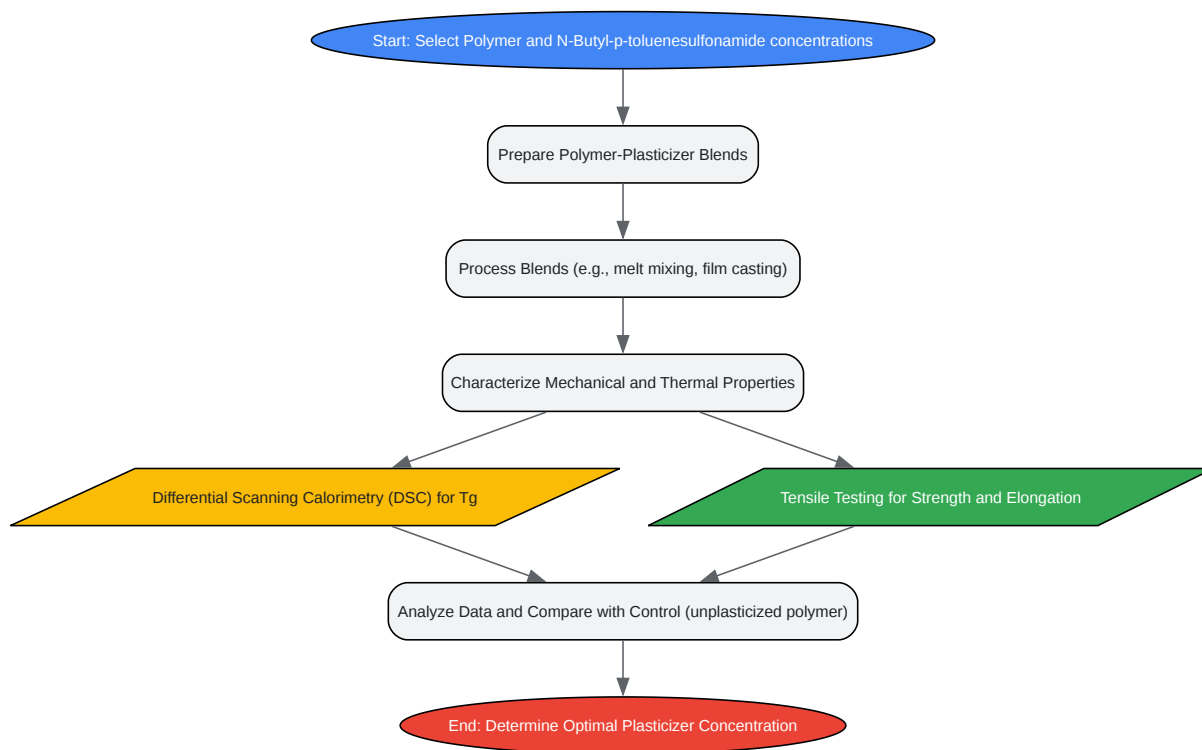 Start: Select Polymer and N-Butyl-p-toluenesulfonamide concentrations
Prepare Polymer-Plasticizer Blends
Process Blends (e.g., melt mixing, film casting)
Characterize Mechanical and Thermal Properties
Differential Scanning Calorimetry (DSC) for Tg
Tensile Testing for Strength and Elongation
Analyze Data and Compare with Control (unplasticized polymer)
End: Determine Optimal Plasticizer Concentration